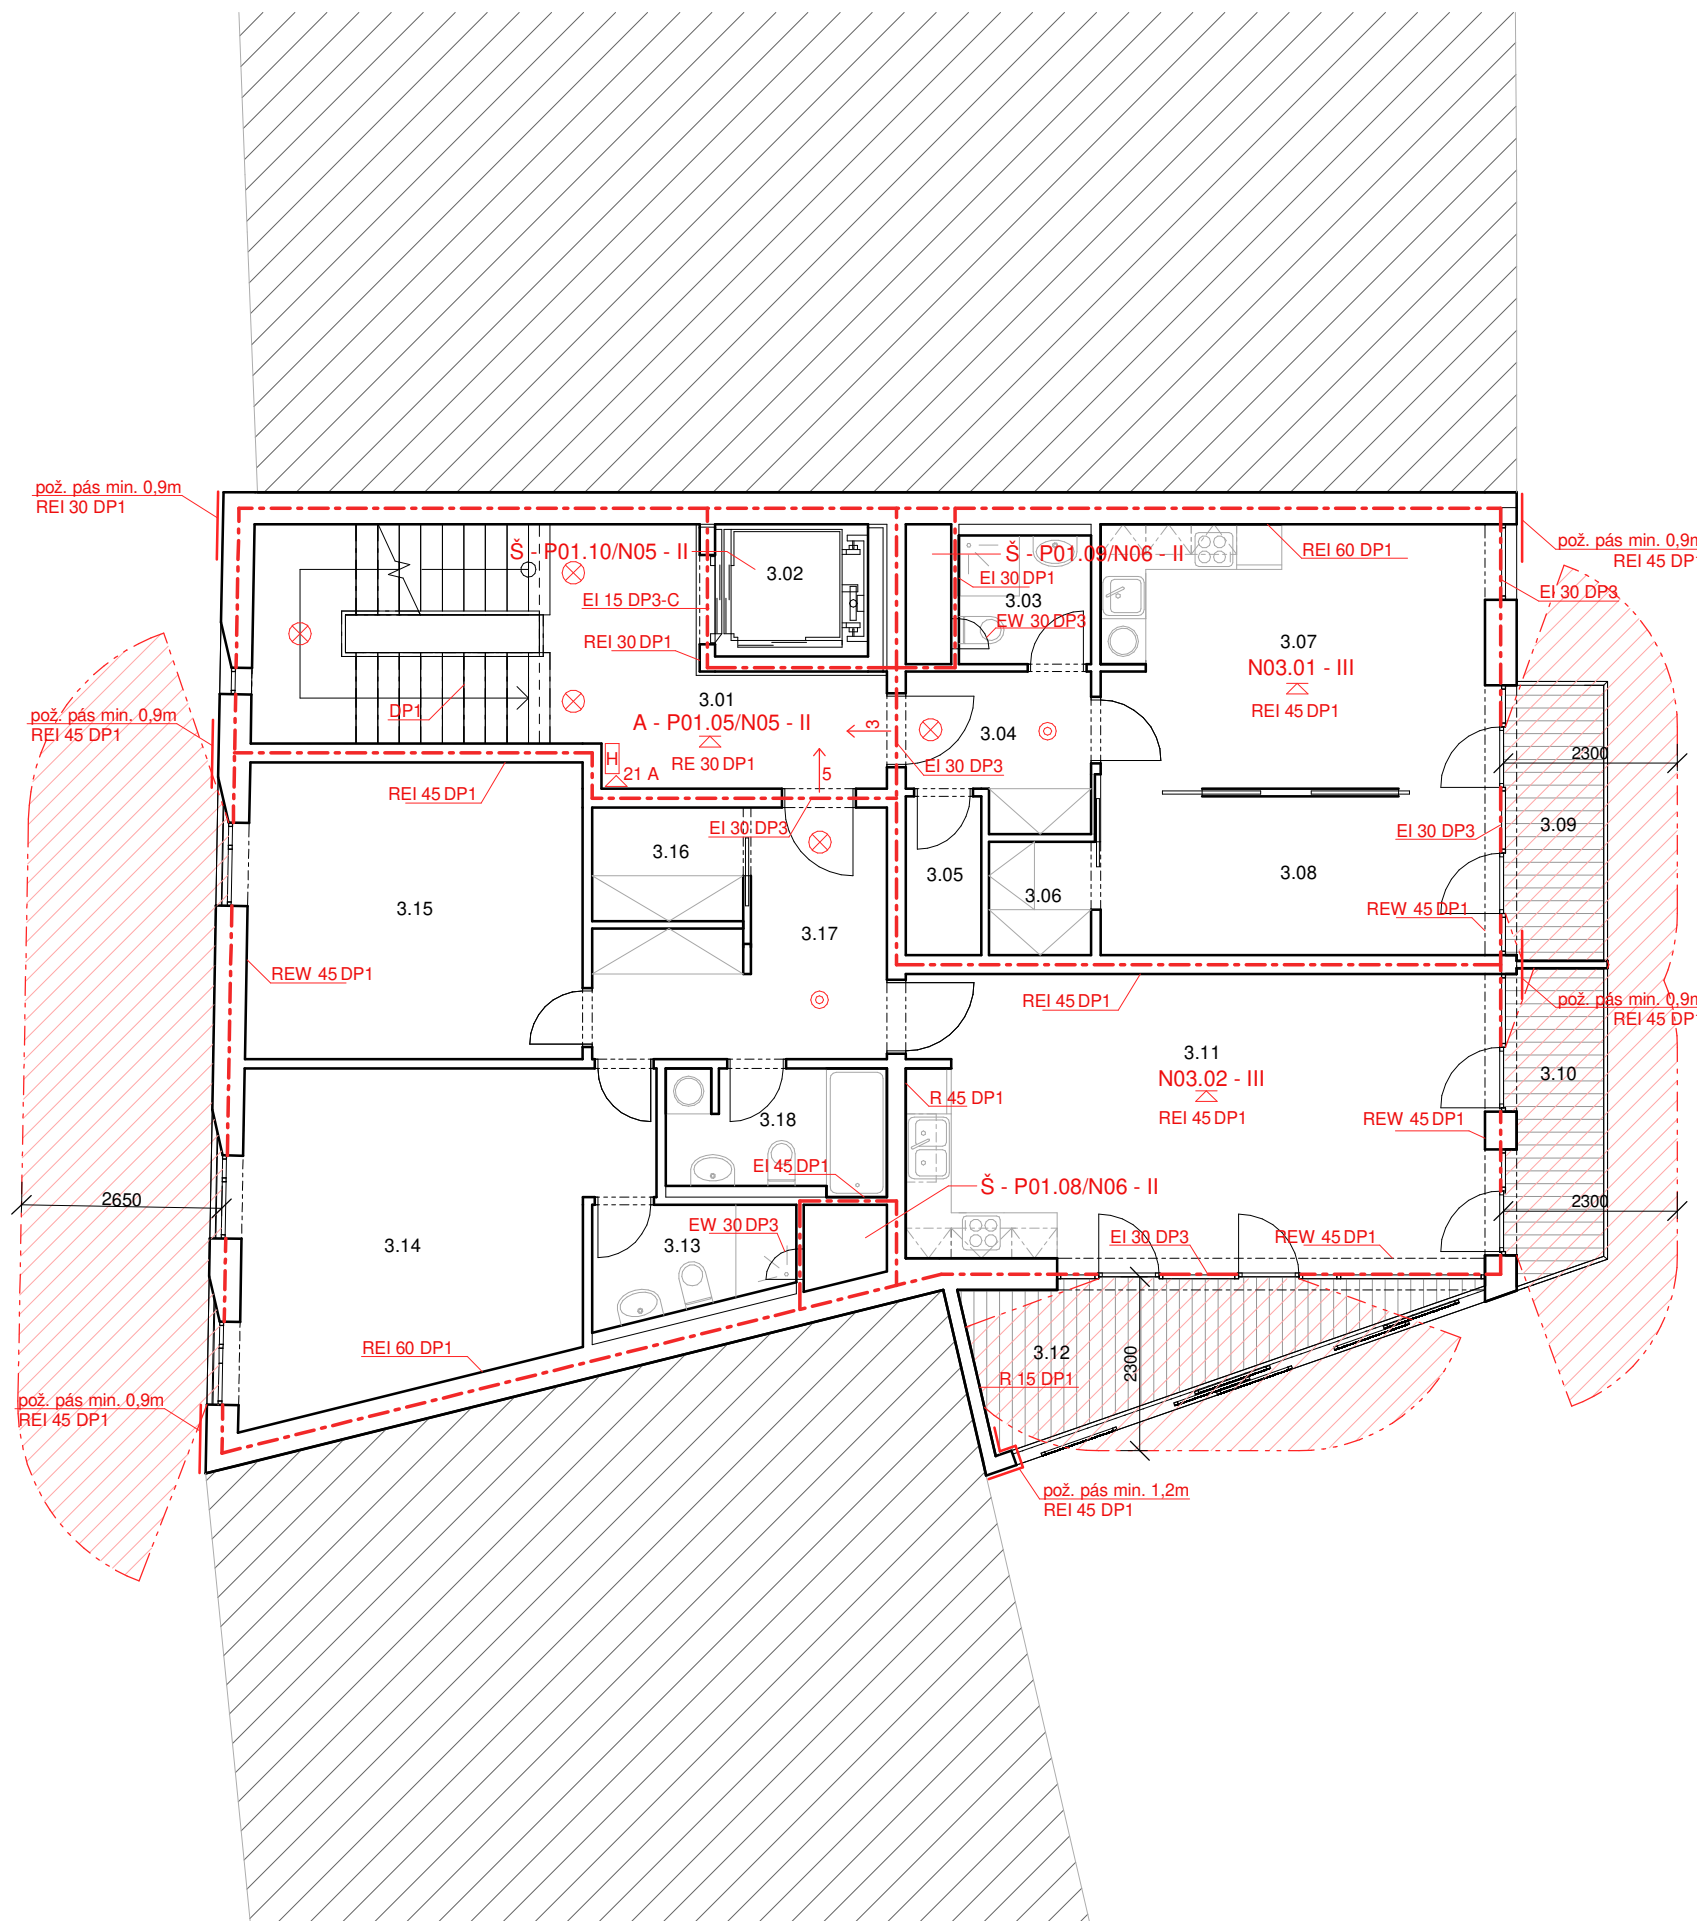 pož. pás min. 0,9m
REI 30 DP1
pož. pás min. 0,9m
REI 45 DP1
Š - P01.10/N05 - II
3.02
Š - P01.09/N06 - II
REI 60 DP1
EI 30 DP1
EI 30 DP3
EI 15 DP3-C
3.03
EW 30 DP3
REI 30 DP1
3.07
N03.01 - III
REI 45 DP1
3.01
A - P01.05/N05 - II
RE 30 DP1
DP1
pož. pás min. 0,9m
REI 45 DP1
3
3.04
EI 30 DP3
H
21 A
5
2300
REI 45 DP1
EI 30 DP3
3.09
EI 30 DP3
3.16
3.05
3.06
3.08
3.15
REW 45 DP1
3.17
REW 45 DP1
REI 45 DP1
pož. pás min. 0,9m
REI 45 DP1
3.11
N03.02 - III
REI 45 DP1
3.10
R 45 DP1
REW 45 DP1
3.18
EI 45 DP1
Š - P01.08/N06 - II
2650
2300
EW 30 DP3
3.14
3.13
EI 30 DP3
REW 45 DP1
REI 60 DP1
3.12
2300
R 15 DP1
pož. pás min. 0,9m
REI 45 DP1
pož. pás min. 1,2m
REI 45 DP1